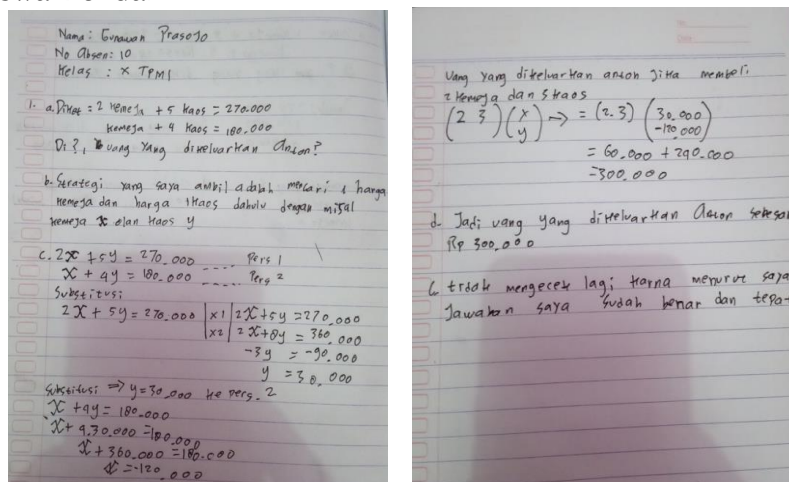 Nama : Gunawan Prasojo
No Absen : 10
Kelas : X TPM 1
1. a. Diket = 2 kemeja + 5 Kaos = 270.000
kemeja + 4 Kaos = 180.000
Di ?, uang yang dikeluarkan Anton?
b. Strategi yang saya ambil adalah mencari 1 harga
kemeja dan harga 1 kaos dahulu dengan misal
kemeja x dan kaos y
c. 2x + 5y = 270.000 .... Pers 1
x + 4y = 180.000 .... Pers 2
Substitusi
2x + 5y = 270.000 | x1 | 2x + 5y = 270.000
| x2 | 2x + 8y = 360.000
-3y = -90.000
y = 30.000
Substitusi => y = 30.000 ke Pers. 2
x + 4y = 180.000
x + 4.30.000 = 180.000
x + 360.000 = 180.000
x = -120.000
Uang yang dikeluarkan anton jika membeli
2 kemeja dan 3 kaos
(2 3) (x y) -> = (2.3) (30.000 -120.000)
= 60.000 + 240.000
= 300.000
d. Jadi uang yang dikeluarkan Anton sebesar
Rp 300.000
tidak mengecek lagi karna menurut saya
Jawaban saya sudah benar dan tepat